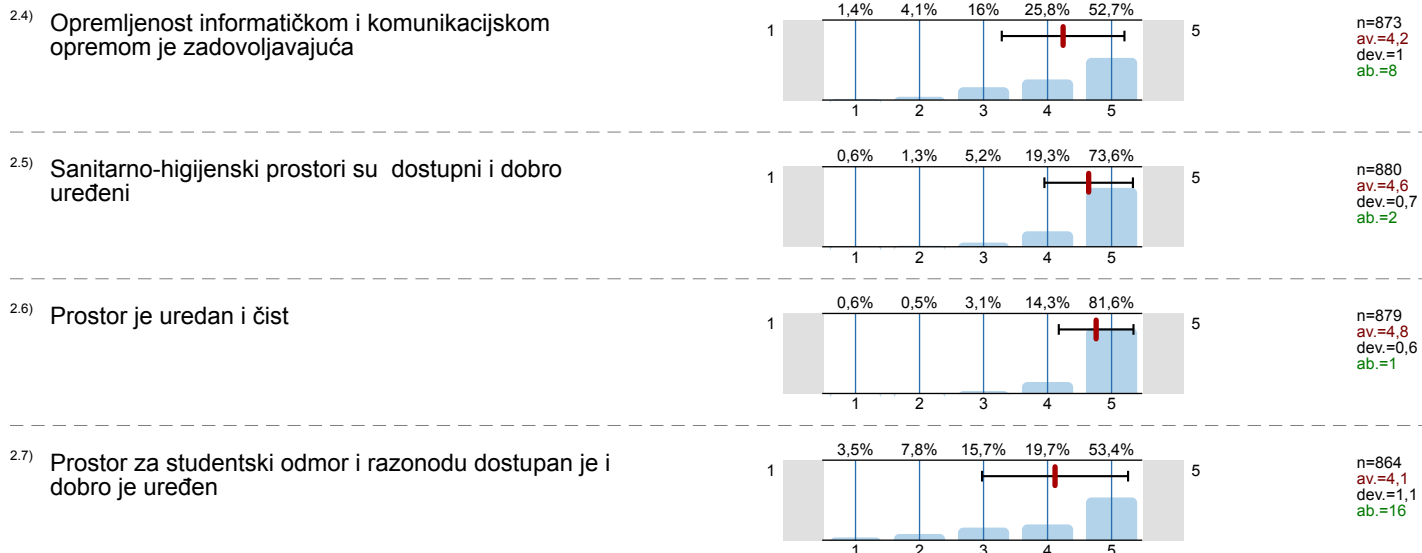 2.4) Opremljenost informatičkom i komunikacijskom
opremom je zadovoljavajuća
1,4% 4,1% 16% 25,8% 52,7%
1 5
1 2 3 4 5
n=873
av.=4,2
dev.=1
ab.=8
2.5) Sanitarno-higijenski prostori su dostupni i dobro
uređeni
0,6% 1,3% 5,2% 19,3% 73,6%
1 5
1 2 3 4 5
n=880
av.=4,6
dev.=0,7
ab.=2
2.6) Prostor je uredan i čist
0,6% 0,5% 3,1% 14,3% 81,6%
1 5
1 2 3 4 5
n=879
av.=4,8
dev.=0,6
ab.=1
2.7) Prostor za studentski odmor i razonodu dostupan je i
dobro je uređen
3,5% 7,8% 15,7% 19,7% 53,4%
1 5
1 2 3 4 5
n=864
av.=4,1
dev.=1,1
ab.=16